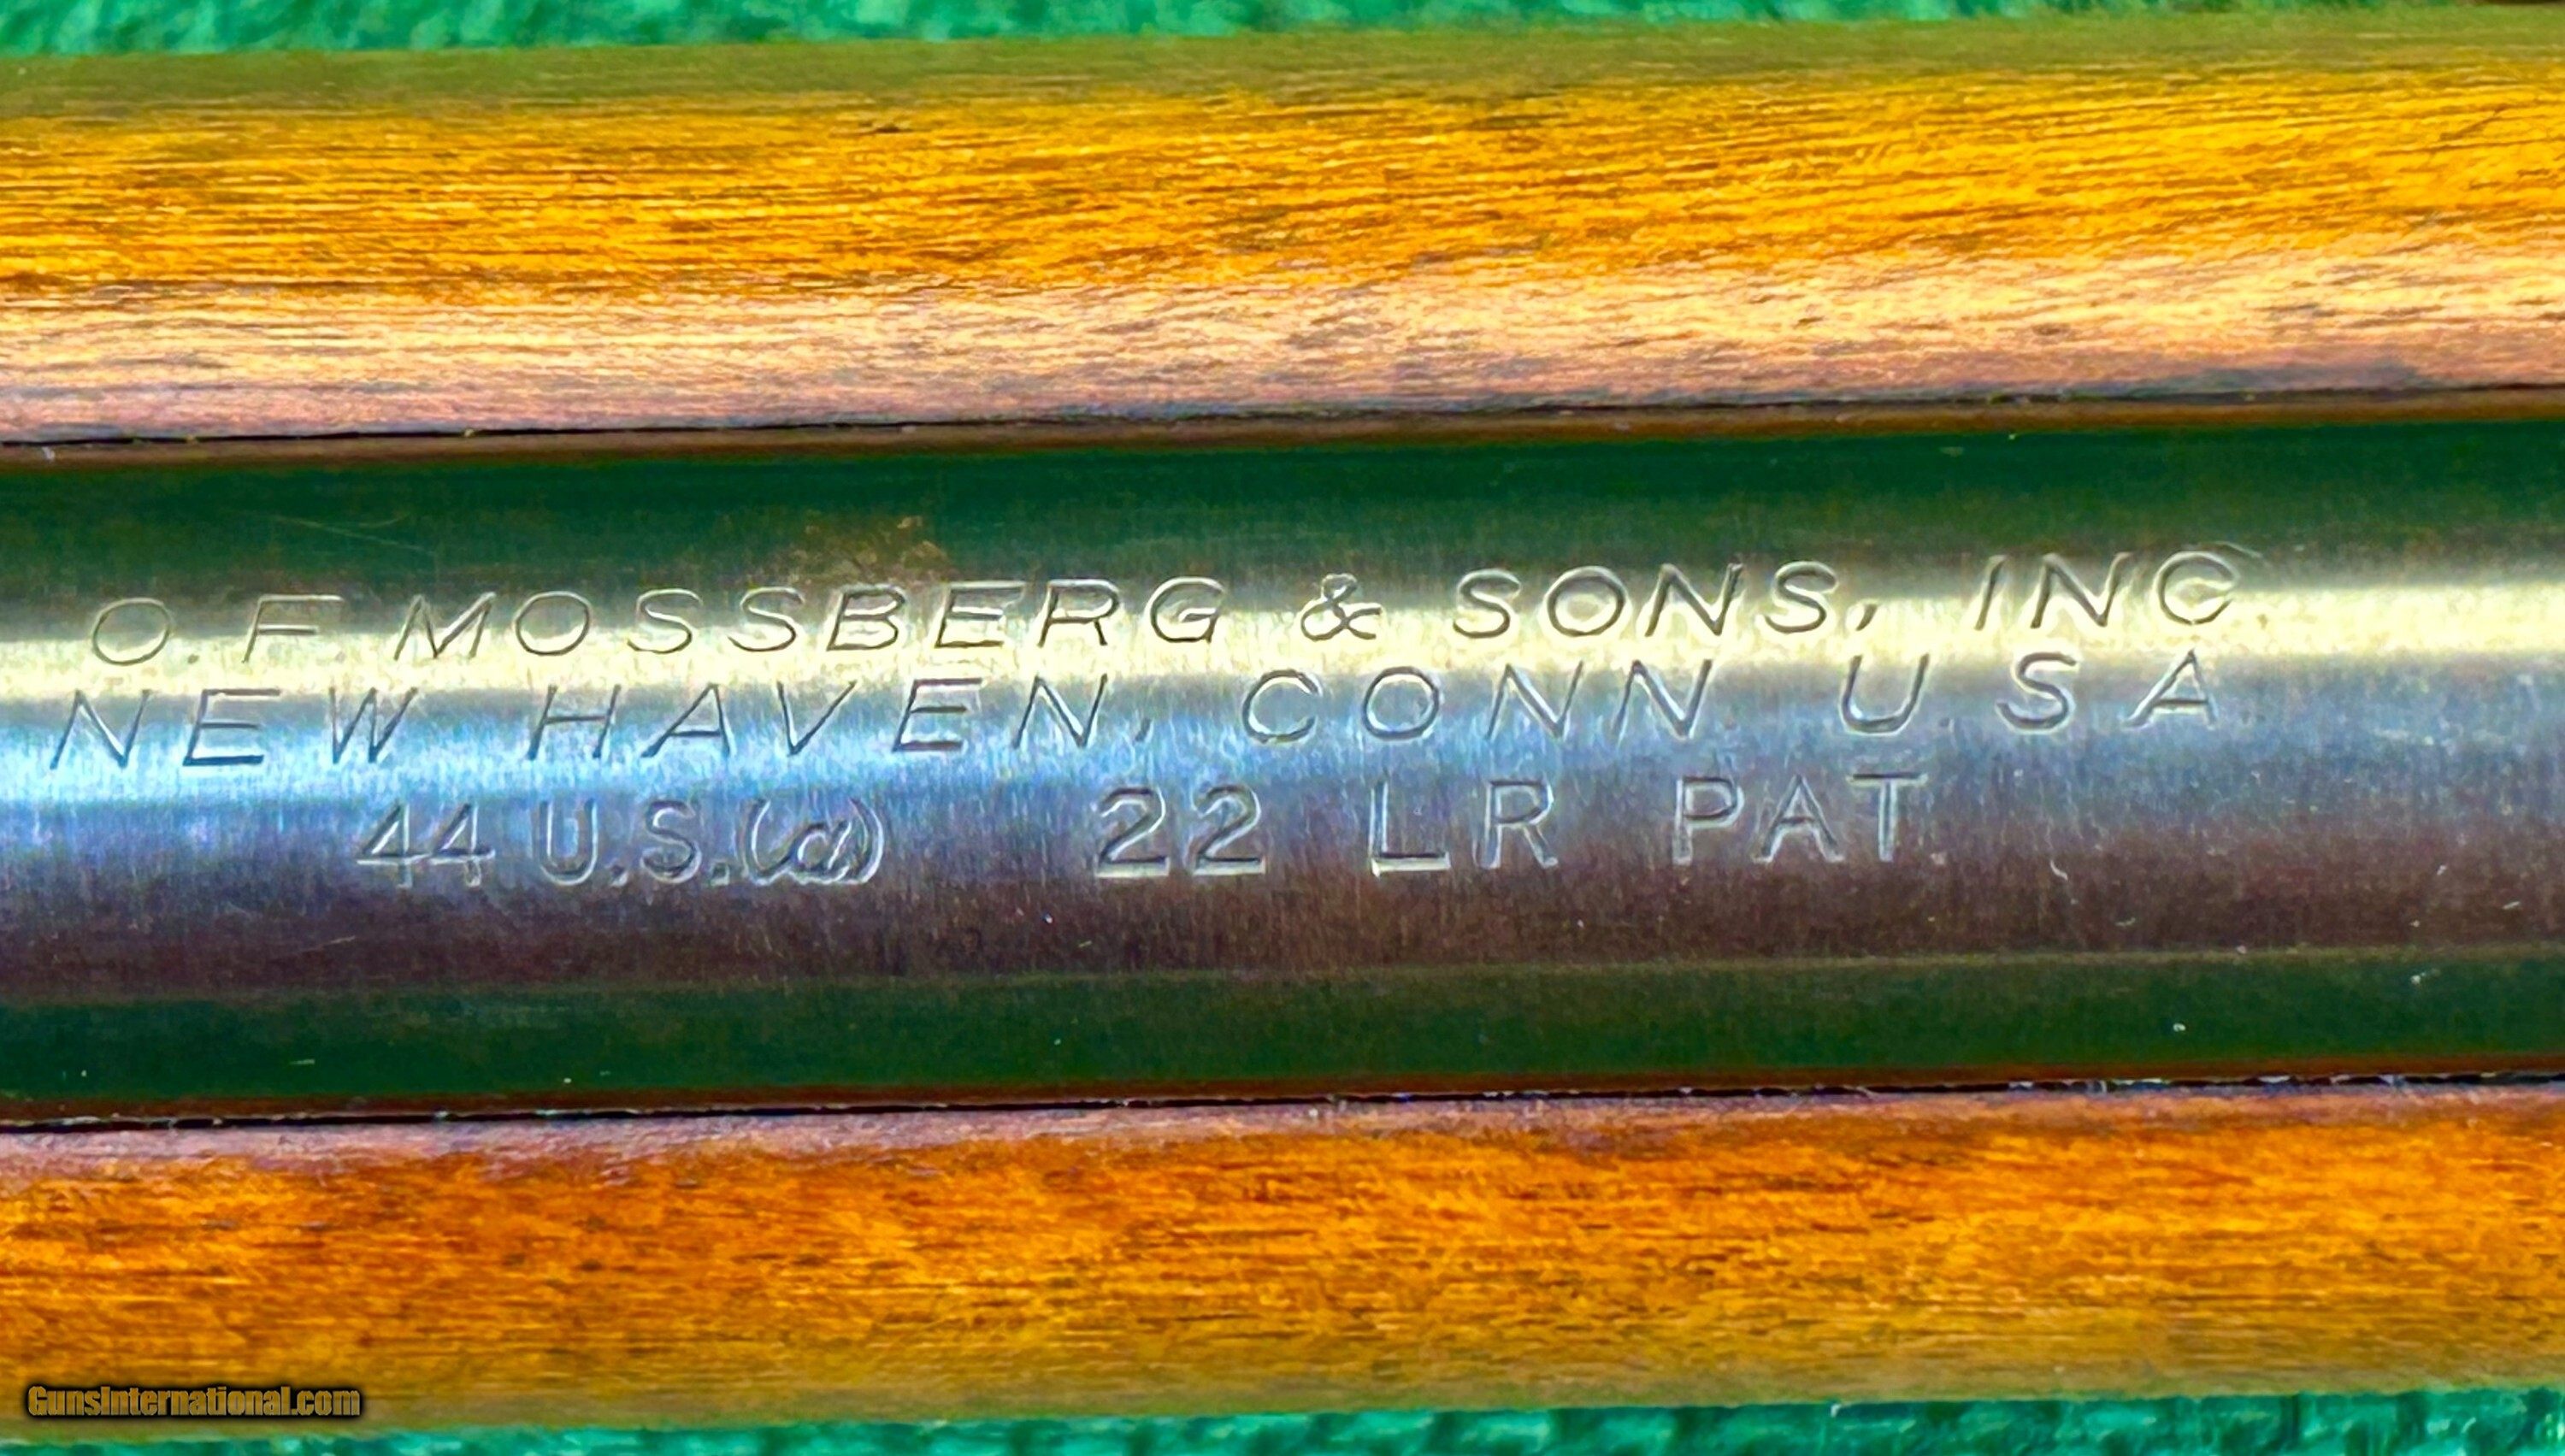 O.F. MOSSBERG & SONS, INC.
NEW HAVEN, CONN. U.S.A.
44 U.S.(a) 22 LR PAT.
GunsInternational.com